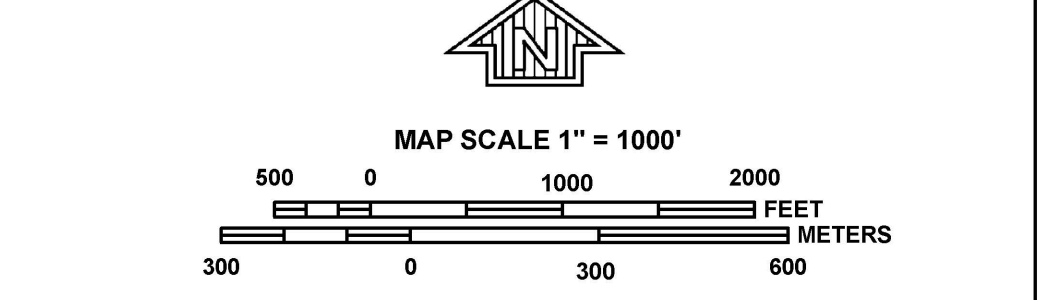 N
MAP SCALE 1" = 1000'
500 0 1000 2000
FEET
METERS
300 0 300 600